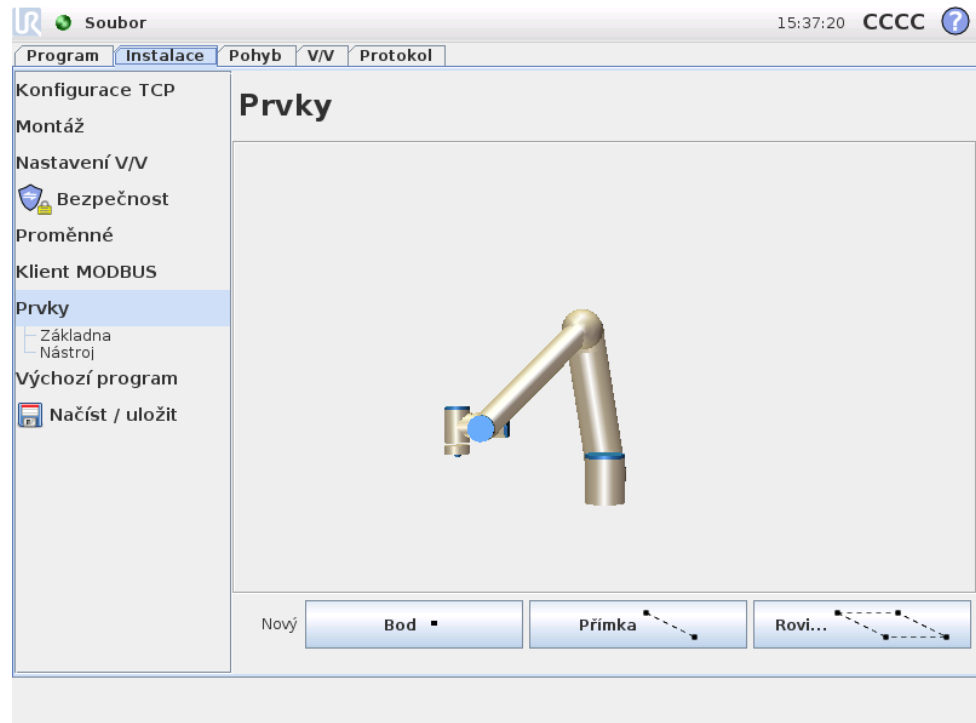 UR Soubor 15:37:20 CCCC ?
Program Instalace Pohyb V/V Protokol
Konfigurace TCP
Montáž
Nastavení V/V
Bezpečnost
Proměnné
Klient MODBUS
Prvky
Základna
Nástroj
Výchozí program
Načíst / uložit
Prvky
Nový Bod Přímka Rovi...